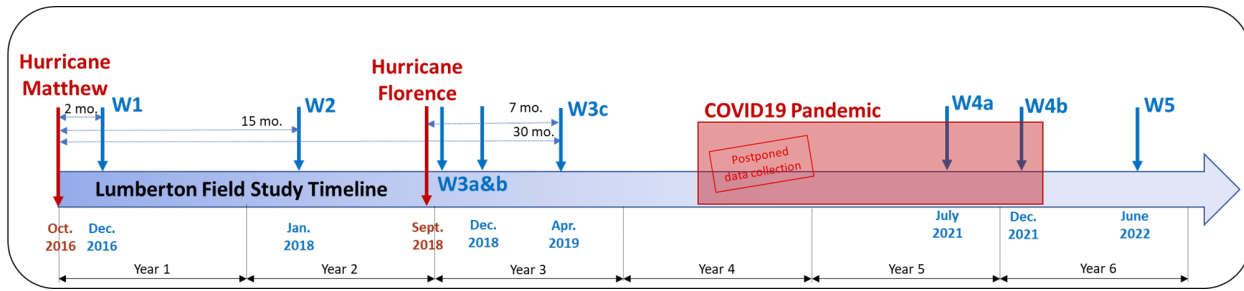 Hurricane
Matthew
2 mo.
W1
15 mo.
W2
Hurricane
Florence
7 mo.
30 mo.
W3c
COVID19 Pandemic
Postponed
data collection
W4a
W4b
W5
Lumberton Field Study Timeline
W3a&b
Oct.
2016
Dec.
2016
Jan.
2018
Sept.
2018
Dec.
2018
Apr.
2019
July
2021
Dec.
2021
June
2022
Year 1
Year 2
Year 3
Year 4
Year 5
Year 6